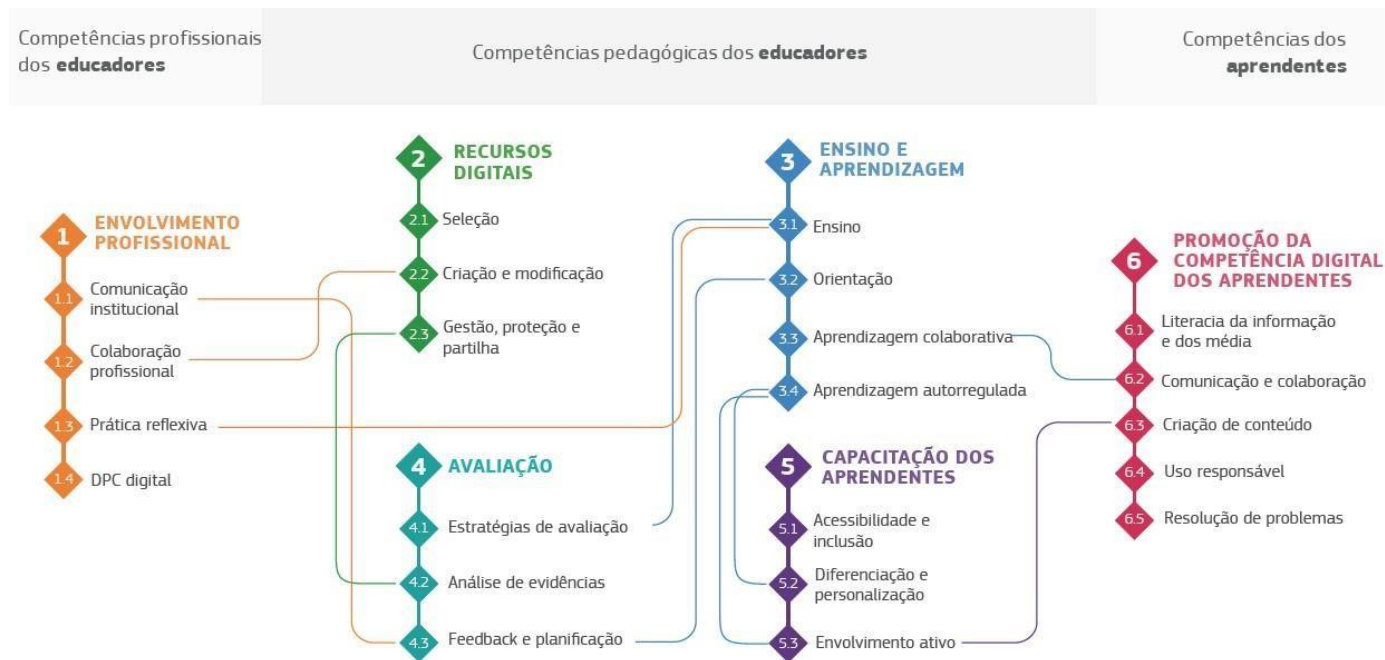 Competências profissionais
dos educadores
Competências pedagógicas dos educadores
Competências dos
aprendentes
1
ENVOLVIMENTO
PROFISSIONAL
1.1
Comunicação
institucional
1.2
Colaboração
profissional
1.3
Prática reflexiva
1.4
DPC digital
2
RECURSOS
DIGITAIS
2.1
Seleção
2.2
Criação e modificação
2.3
Gestão, proteção e
partilha
3
ENSINO E
APRENDIZAGEM
3.1
Ensino
3.2
Orientação
3.3
Aprendizagem colaborativa
3.4
Aprendizagem autorregulada
4
AVALIAÇÃO
4.1
Estratégias de avaliação
4.2
Análise de evidências
4.3
Feedback e planificação
5
CAPACITAÇÃO DOS
APRENDENTES
5.1
Acessibilidade e
inclusão
5.2
Diferenciação e
personalização
5.3
Envolvimento ativo
6
PROMOÇÃO DA
COMPETÊNCIA DIGITAL
DOS APRENDENTES
6.1
Literacia da informação
e dos média
6.2
Comunicação e colaboração
6.3
Criação de conteúdo
6.4
Uso responsável
6.5
Resolução de problemas